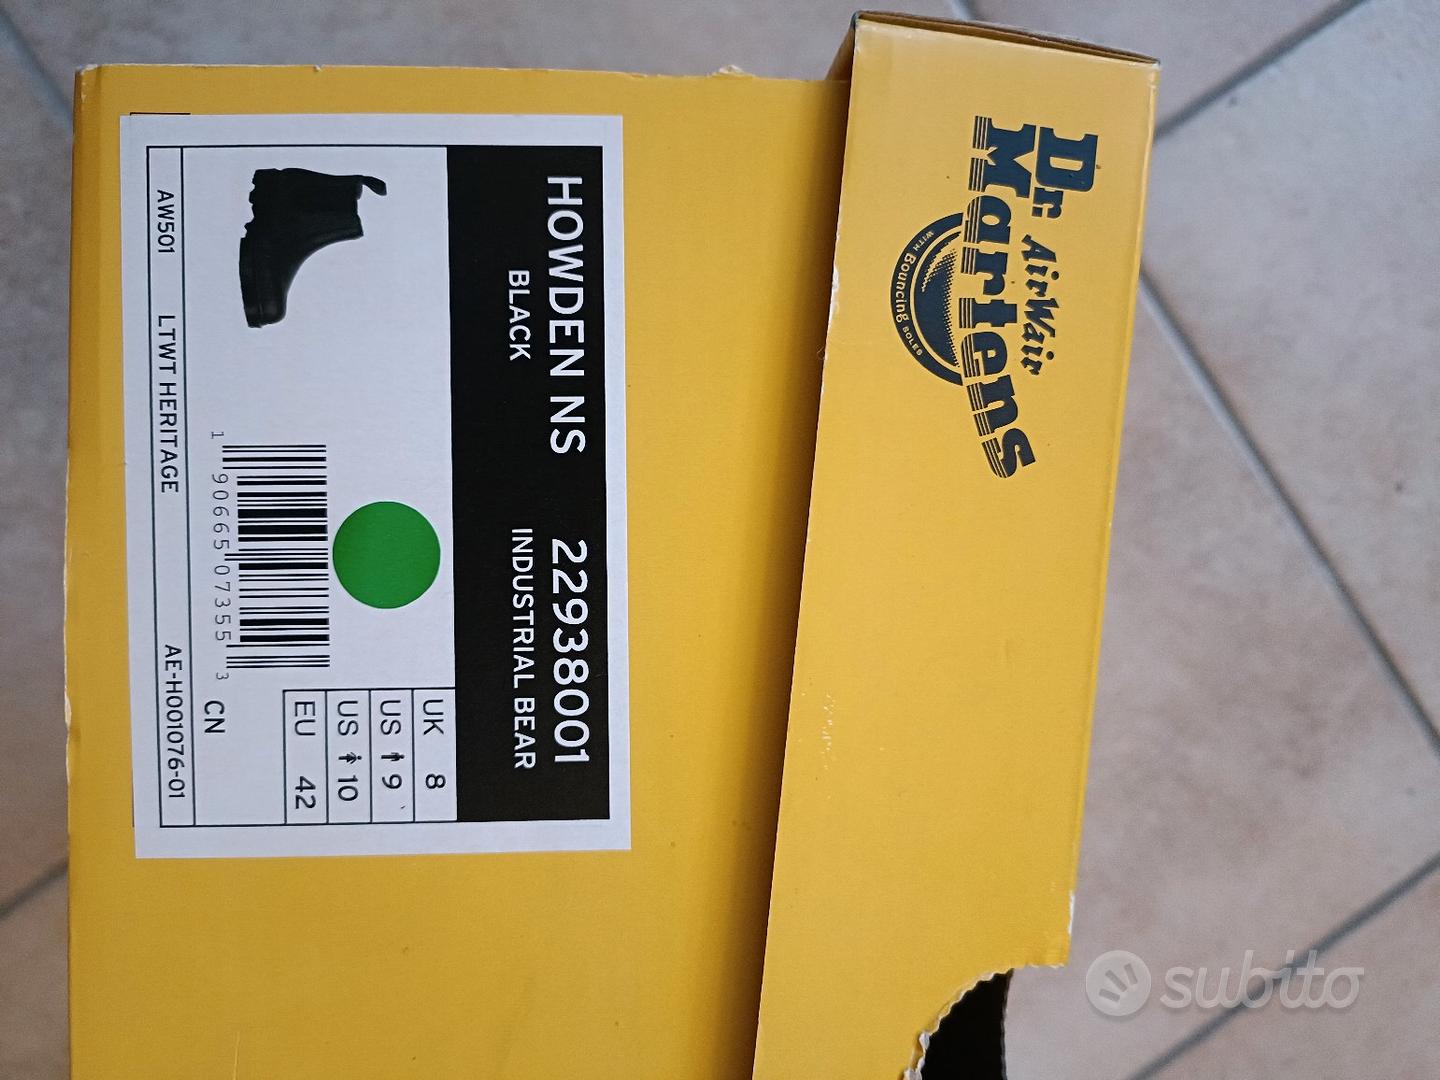 HOWDEN NS 22938001
BLACK INDUSTRIAL BEAR
UK 8
US 9
US 10
EU 42
1 90665 07355 3
CN
AW501 LTWT HERITAGE AE-H001076-01
Dr.
AirWair
Martens
WITH Bouncing SOLES
subito